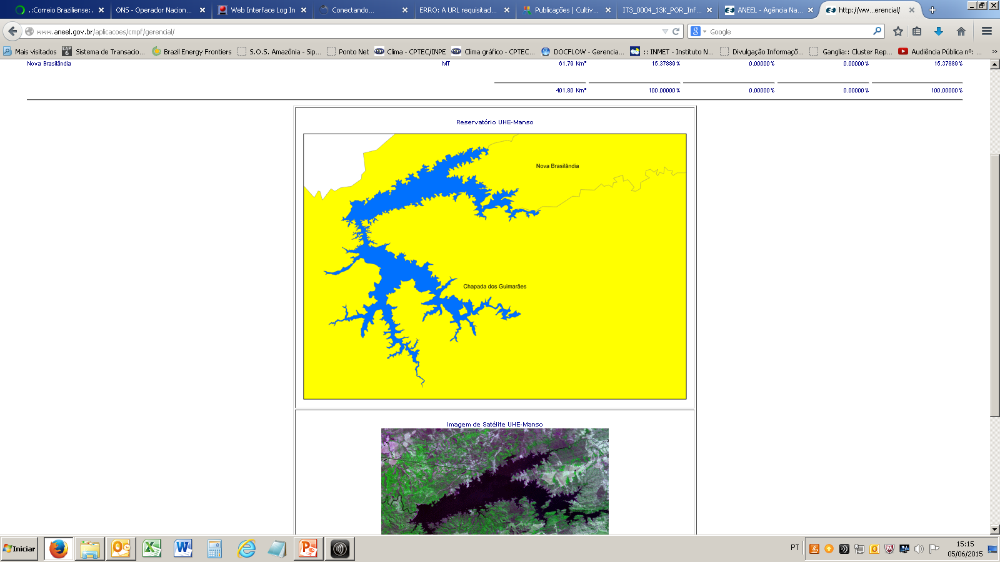 .:Correio Braziliense:.
ONS - Operador Nacion...
Web Interface Log In
Conectando...
ERRO: A URL requisitad...
Publicações | Cultiv...
IT3_0004_13K_POR_Inf...
ANEEL - Agência Na...
http://ww...erencial/
www.aneel.gov.br/aplicacoes/cmpf/gerencial/
Google
Mais visitados
Sistema de Transacio...
Brazil Energy Frontiers
S.O.S. Amazônia - Sip...
Ponto Net
Clima - CPTEC/INPE
Clima gráfico - CPTEC...
DOCFLOW - Gerencia...
:: INMET - Instituto N...
Divulgação Informaçõ...
Ganglia:: Cluster Rep...
Audiência Pública nº: ...
Nova Brasilândia MT 61.79 Km² 15.37889% 0.00000% 0.00000% 15.37889%
401.80 Km² 100.00000% 0.00000% 0.00000% 100.00000%
Reservatório UHE-Manso
Nova Brasilândia
Chapada dos Guimarães
Imagem de Satélite UHE-Manso
Iniciar
PT
15:15
05/06/2015